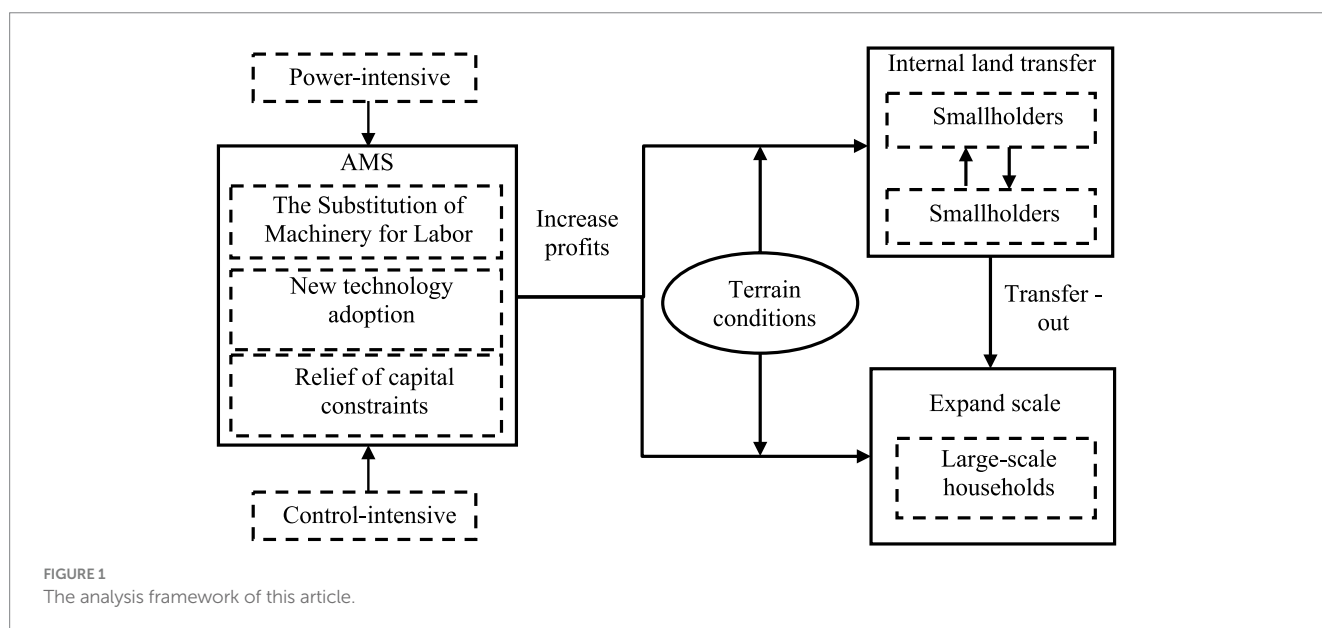 Power-intensive
AMS
The Substitution of
Machinery for Labor
New technology
adoption
Relief of capital
constraints
Control-intensive
Increase
profits
Terrain
conditions
Internal land transfer
Smallholders
Smallholders
Transfer -
out
Expand scale
Large-scale
households
FIGURE 1
The analysis framework of this article.